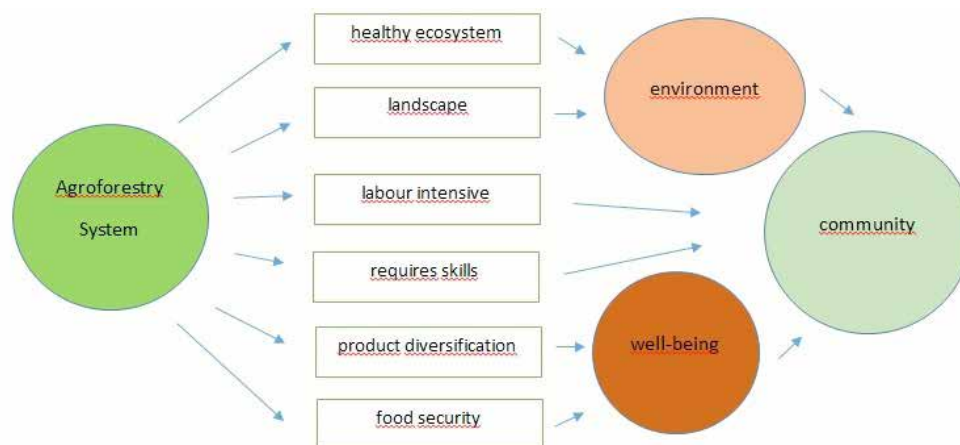 Agroforestry
System
healthy ecosystem
landscape
labour intensive
requires skills
product diversification
food security
environment
well-being
community